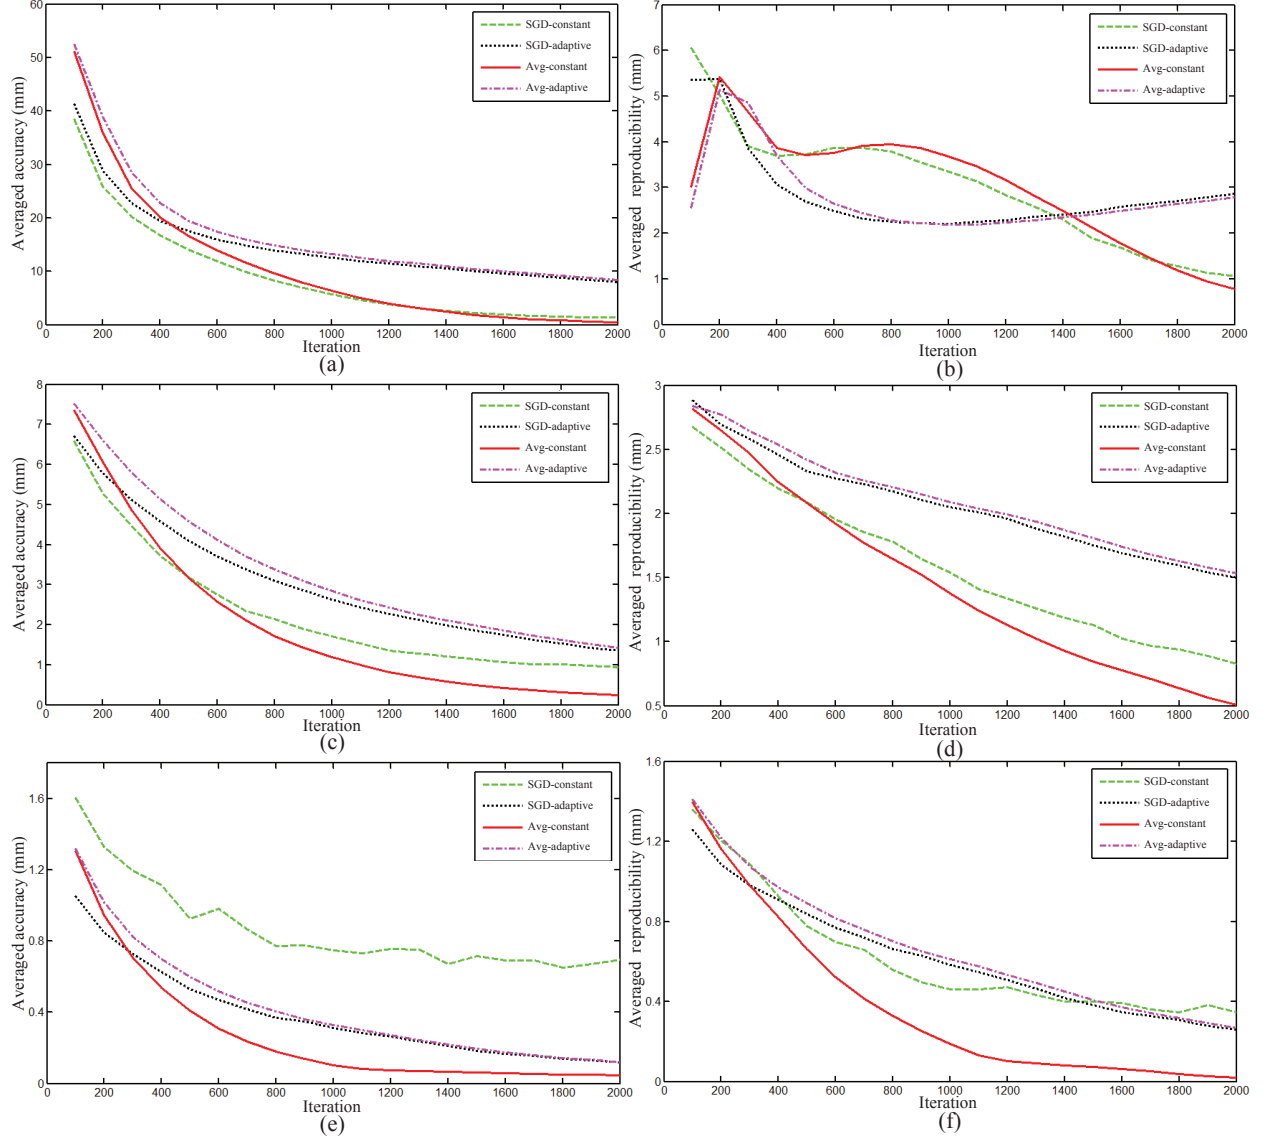 60
50
40
30
20
10
0
Averaged accuracy (mm)
SGD-constant
SGD-adaptive
Avg-constant
Avg-adaptive
0 200 400 600 800 1000 1200 1400 1600 1800 2000
Iteration
(a)
7
6
5
4
3
2
1
0
Averaged reproducibility (mm)
SGD-constant
SGD-adaptive
Avg-constant
Avg-adaptive
0 200 400 600 800 1000 1200 1400 1600 1800 2000
Iteration
(b)
8
7
6
5
4
3
2
1
0
Averaged accuracy (mm)
SGD-constant
SGD-adaptive
Avg-constant
Avg-adaptive
0 200 400 600 800 1000 1200 1400 1600 1800 2000
Iteration
(c)
3
2.5
2
1.5
1
0.5
Averaged reproducibility (mm)
SGD-constant
SGD-adaptive
Avg-constant
Avg-adaptive
0 200 400 600 800 1000 1200 1400 1600 1800 2000
Iteration
(d)
1.6
1.2
0.8
0.4
0
Averaged accuracy (mm)
SGD-constant
SGD-adaptive
Avg-constant
Avg-adaptive
0 200 400 600 800 1000 1200 1400 1600 1800 2000
Iteration
(e)
1.6
1.2
0.8
0.4
0
Averaged reproducibility (mm)
SGD-constant
SGD-adaptive
Avg-constant
Avg-adaptive
0 200 400 600 800 1000 1200 1400 1600 1800 2000
Iteration
(f)